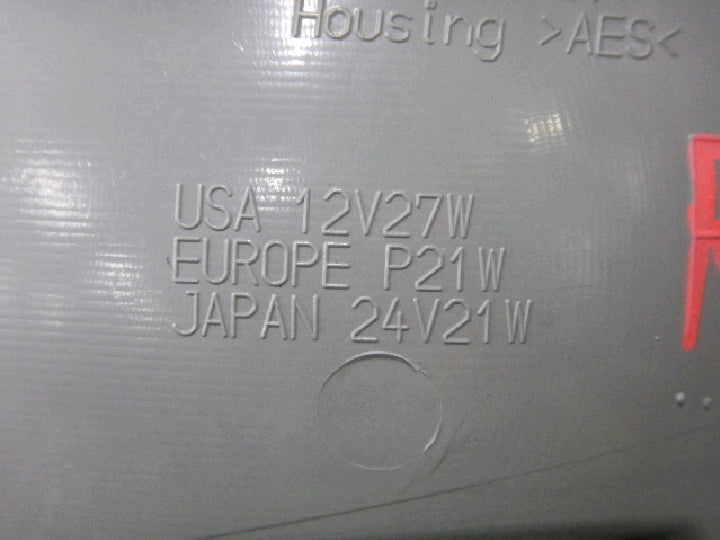 Housing >AES<
USA 12V27W
EUROPE P21W
JAPAN 24V21W